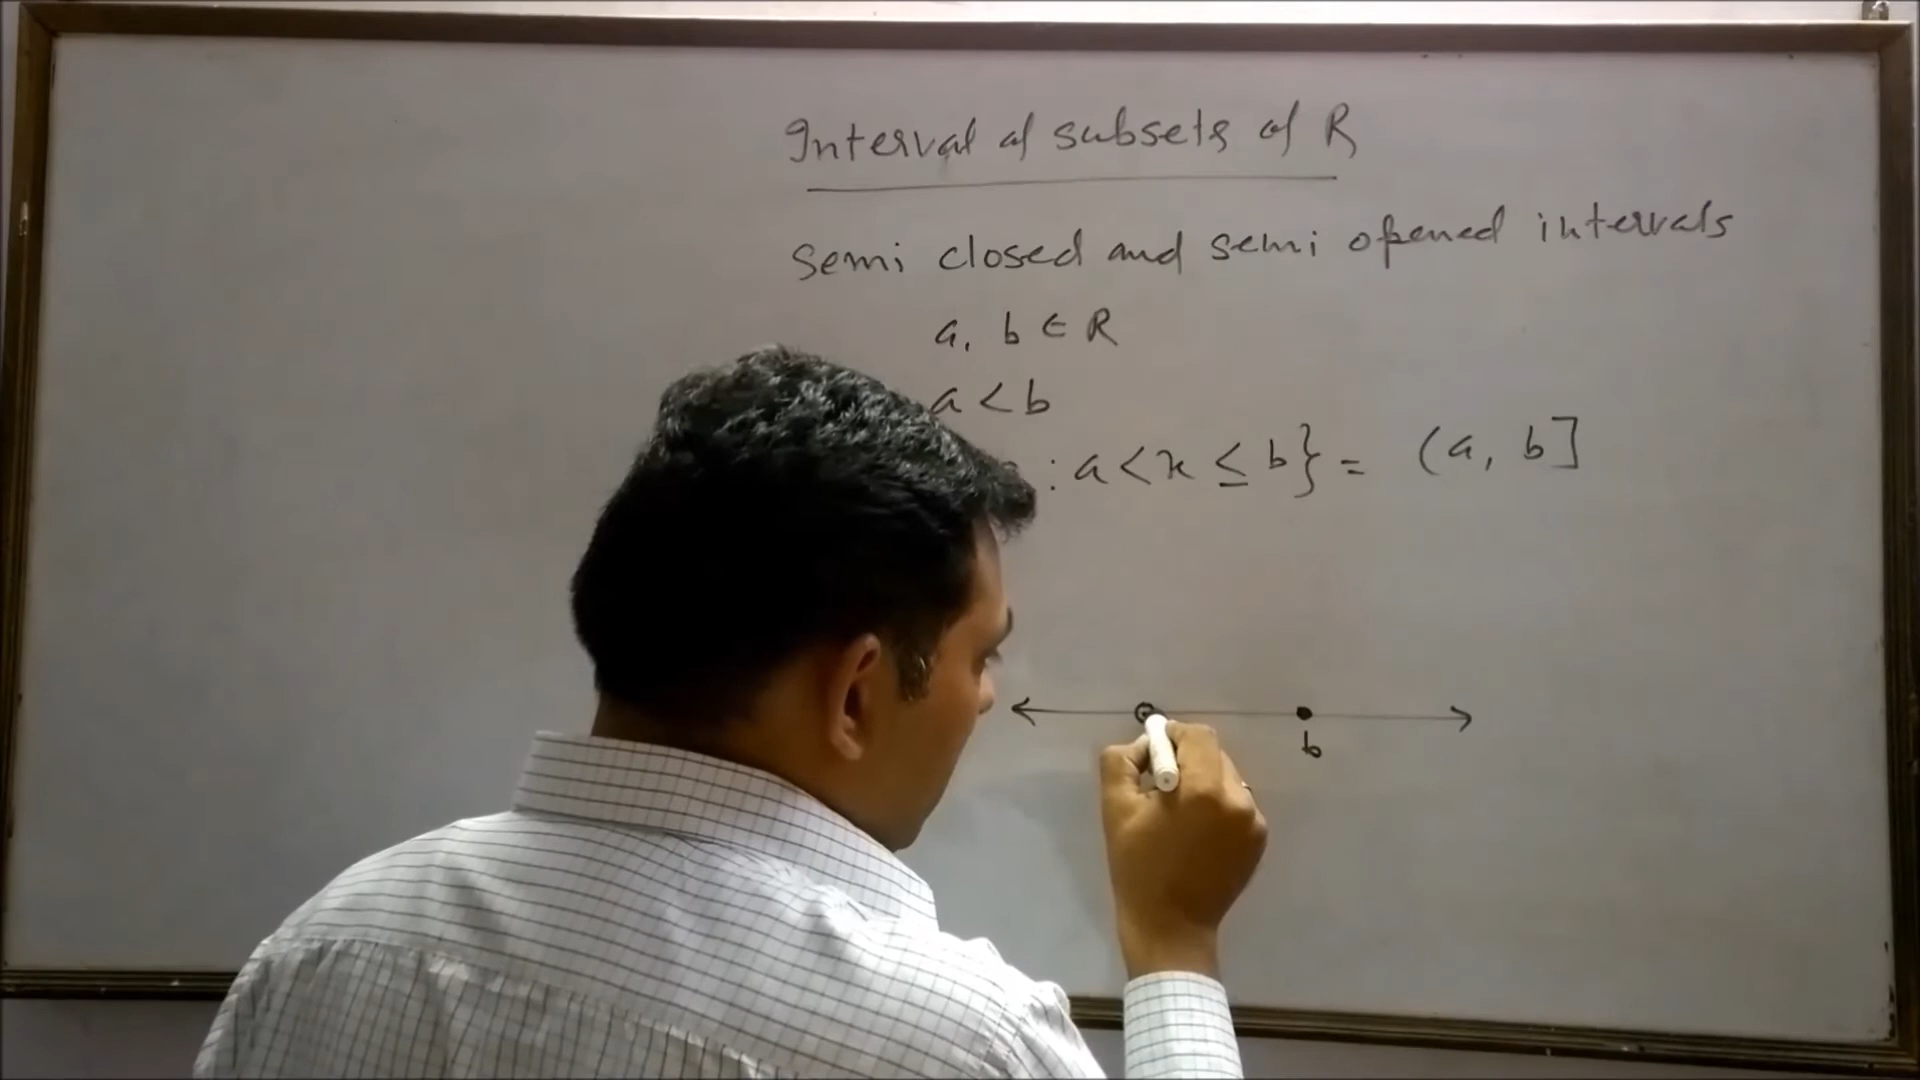 Interval of subsets of R
Semi closed and semi opened intervals
a, b ∈ R
a < b
: a < x ≤ b} = (a, b]
b